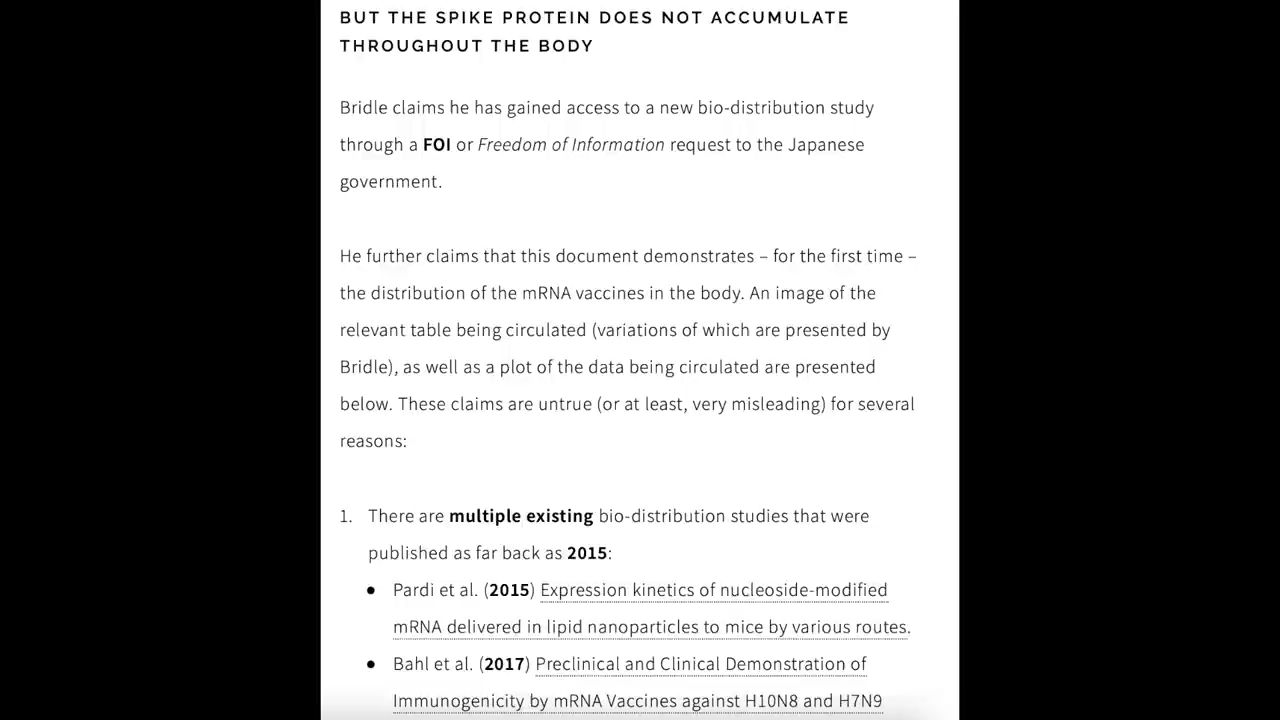 BUT THE SPIKE PROTEIN DOES NOT ACCUMULATE
THROUGHOUT THE BODY
Bridle claims he has gained access to a new bio-distribution study
through a FOI or Freedom of Information request to the Japanese
government.
He further claims that this document demonstrates – for the first time –
the distribution of the mRNA vaccines in the body. An image of the
relevant table being circulated (variations of which are presented by
Bridle), as well as a plot of the data being circulated are presented
below. These claims are untrue (or at least, very misleading) for several
reasons:
1. There are multiple existing bio-distribution studies that were
published as far back as 2015:
● Pardi et al. (2015) Expression kinetics of nucleoside-modified
mRNA delivered in lipid nanoparticles to mice by various routes.
● Bahl et al. (2017) Preclinical and Clinical Demonstration of
Immunogenicity by mRNA Vaccines against H10N8 and H7N9